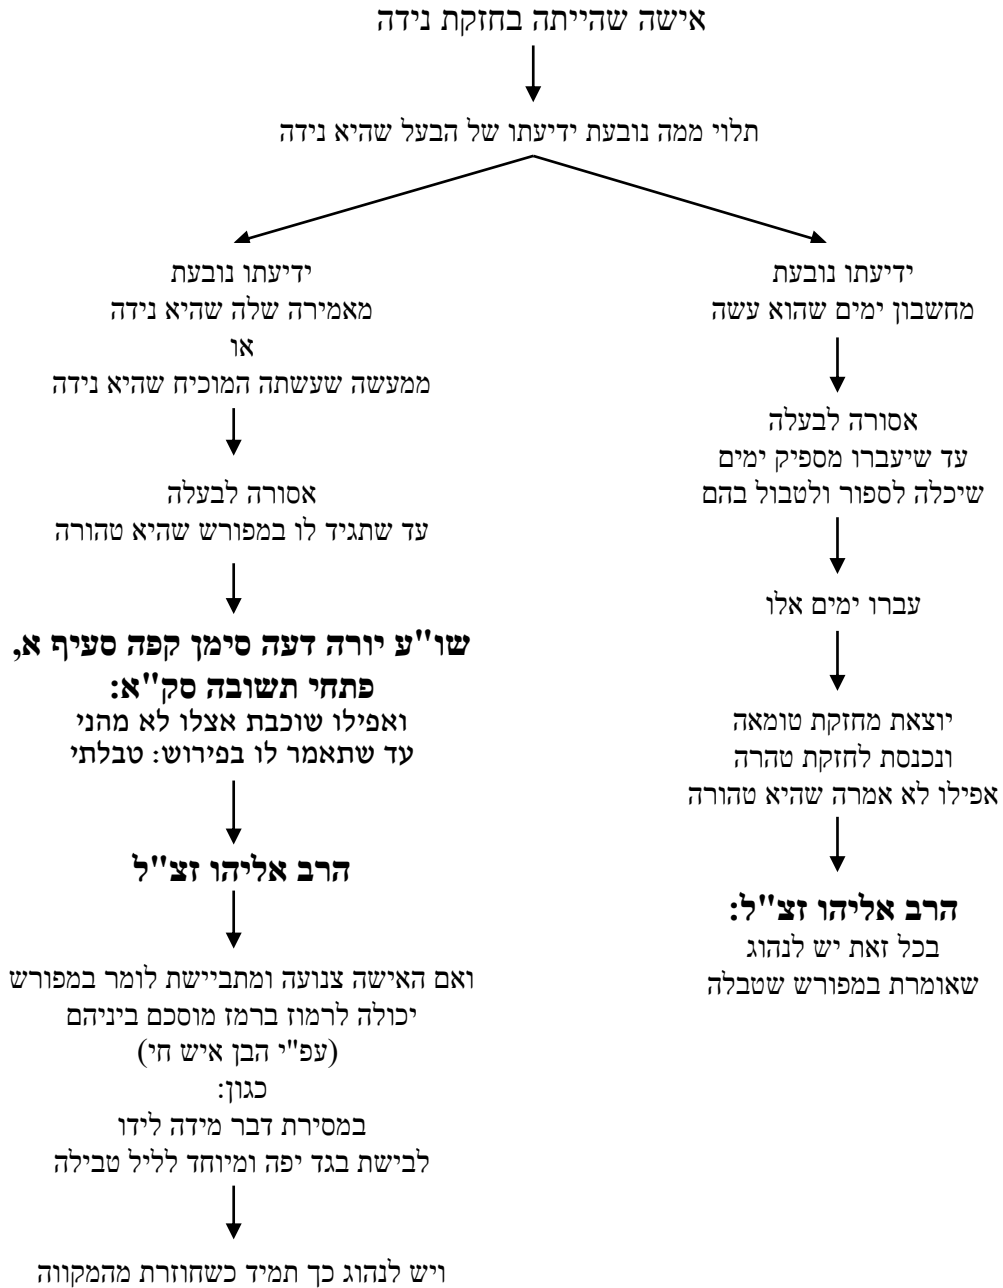 אישה שהייתה בחזקת נידה
תלוי ממה נובעת ידיעתו של הבעל שהיא נידה
ידיעתו נובעת
מחשבון ימים שהוא עשה
אסורה לבעלה
עד שיעברו מספיק ימים
שיכלה לספור ולטבול בהם
עברו ימים אלו
יוצאת מחזקת טומאה
ונכנסת לחזקת טהרה
אפילו לא אמרה שהיא טהורה
הרב אליהו זצ"ל:
בכל זאת יש לנהוג
שאומרת במפורש שטבלה
ידיעתו נובעת
מאמירה שלה שהיא נידה
או
ממעשה שעשתה המוכיח שהיא נידה
אסורה לבעלה
עד שתגיד לו במפורש שהיא טהורה
שו"ע יורה דעה סימן קפה סעיף א,
פתחי תשובה סק"א:
ואפילו שוכבת אצלו לא מהני
עד שתאמר לו בפירוש: טבלתי
הרב אליהו זצ"ל
ואם האישה צנועה ומתביישת לומר במפורש
יכולה לרמוז ברמז מוסכם ביניהם
(עפ"י הבן איש חי)
כגון:
במסירת דבר מידה לידו
לבישת בגד יפה ומיוחד לליל טבילה
ויש לנהוג כך תמיד כשחוזרת מהמקווה